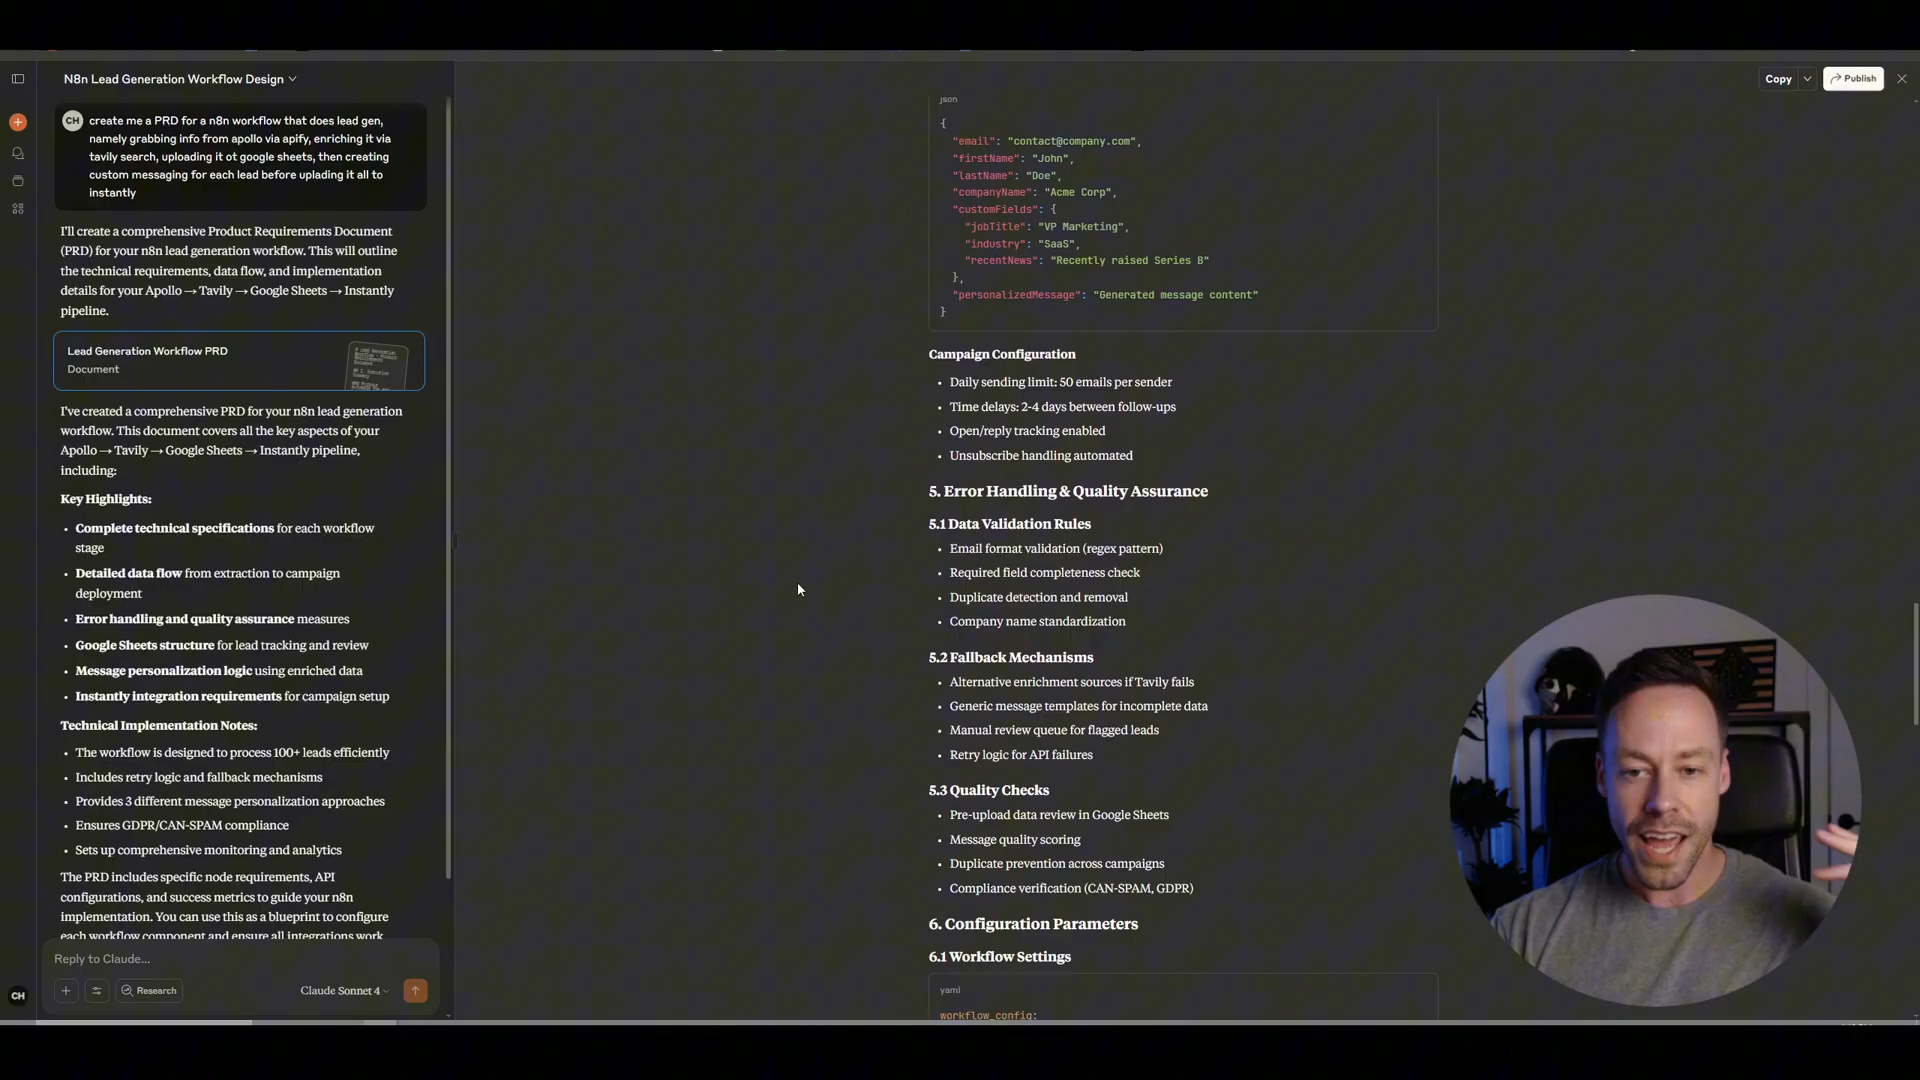 N8n Lead Generation Workflow Design
Copy
Publish
CH
create me a PRD for a n8n workflow that does lead gen,
namely grabbing info from apollo via apify, enriching it via
tavily search, uploading it ot google sheets, then creating
custom messaging for each lead before uplading it all to
instantly
I'll create a comprehensive Product Requirements Document
(PRD) for your n8n lead generation workflow. This will outline
the technical requirements, data flow, and implementation
details for your Apollo → Tavily → Google Sheets → Instantly
pipeline.
Lead Generation Workflow PRD
Document
I've created a comprehensive PRD for your n8n lead generation
workflow. This document covers all the key aspects of your
Apollo → Tavily → Google Sheets → Instantly pipeline,
including:
Key Highlights:
• Complete technical specifications for each workflow
stage
• Detailed data flow from extraction to campaign
deployment
• Error handling and quality assurance measures
• Google Sheets structure for lead tracking and review
• Message personalization logic using enriched data
• Instantly integration requirements for campaign setup
Technical Implementation Notes:
• The workflow is designed to process 100+ leads efficiently
• Includes retry logic and fallback mechanisms
• Provides 3 different message personalization approaches
• Ensures GDPR/CAN-SPAM compliance
• Sets up comprehensive monitoring and analytics
The PRD includes specific node requirements, API
configurations, and success metrics to guide your n8n
implementation. You can use this as a blueprint to configure
each workflow component and ensure all integrations work
Reply to Claude...
Research
Claude Sonnet 4
CH
json
{
"email": "contact@company.com",
"firstName": "John",
"lastName": "Doe",
"companyName": "Acme Corp",
"customFields": {
"jobTitle": "VP Marketing",
"industry": "SaaS",
"recentNews": "Recently raised Series B"
},
"personalizedMessage": "Generated message content"
}
Campaign Configuration
• Daily sending limit: 50 emails per sender
• Time delays: 2-4 days between follow-ups
• Open/reply tracking enabled
• Unsubscribe handling automated
5. Error Handling & Quality Assurance
5.1 Data Validation Rules
• Email format validation (regex pattern)
• Required field completeness check
• Duplicate detection and removal
• Company name standardization
5.2 Fallback Mechanisms
• Alternative enrichment sources if Tavily fails
• Generic message templates for incomplete data
• Manual review queue for flagged leads
• Retry logic for API failures
5.3 Quality Checks
• Pre-upload data review in Google Sheets
• Message quality scoring
• Duplicate prevention across campaigns
• Compliance verification (CAN-SPAM, GDPR)
6. Configuration Parameters
6.1 Workflow Settings
yaml
workflow_config: